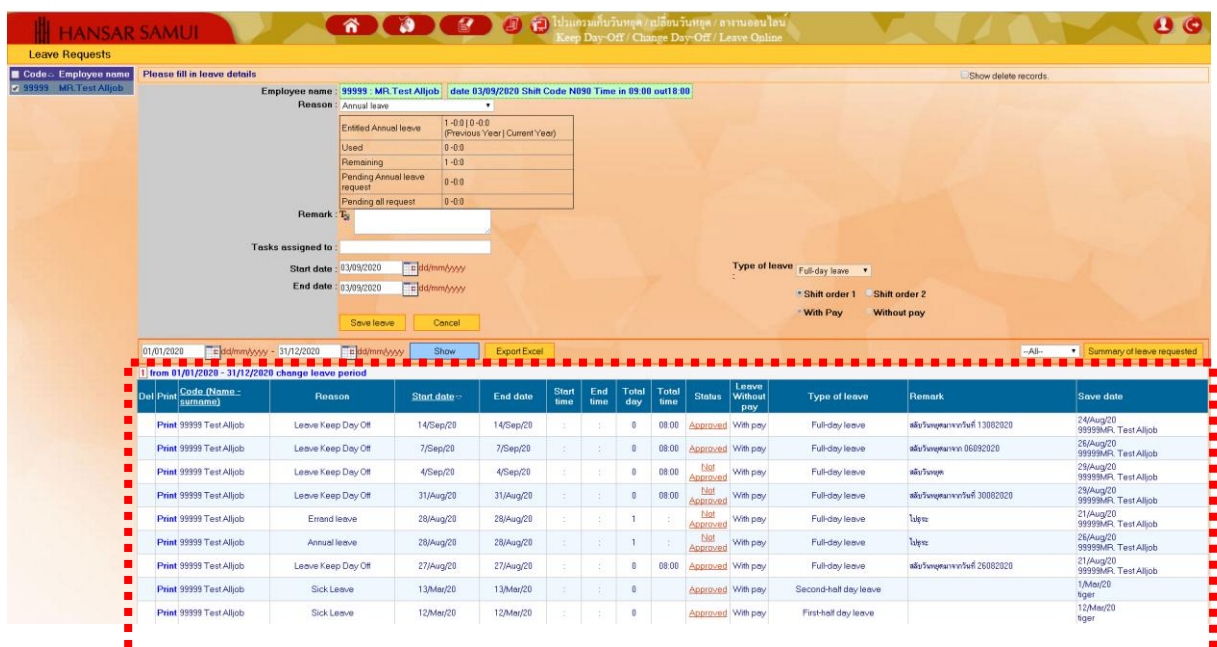 HANSAR SAMUI
โปรแกรมเก็บวันหยุด / เปลี่ยนวันหยุด / ลางานออนไลน์
Keep Day-Off / Change Day-Off / Leave Online
Leave Requests
Code Employee name
99999 MR.Test Alljob
Please fill in leave details
Show delete records.
Employee name : 99999 : MR.Test Alljob date 03/09/2020 Shift Code N090 Time in 09:00 out18:00
Reason : Annual leave
Entitled Annual leave 1 -0:0 | 0 -0:0
(Previous Year | Current Year)
Used 0 -0:0
Remaining 1 -0:0
Pending Annual leave request 0 -0:0
Pending all request 0 -0:0
Remark :
Tasks assigned to :
Start date : 03/09/2020 dd/mm/yyyy
Type of leave : Full-day leave
End date : 03/09/2020 dd/mm/yyyy
Shift order 1 Shift order 2
With Pay Without pay
Save leave Cancel
01/01/2020 dd/mm/yyyy - 31/12/2020 dd/mm/yyyy Show Export Excel --All-- Summary of leave requested
1 from 01/01/2020 - 31/12/2020 change leave period
Del Print Code (Name - surname) Reason Start date End date Start time End time Total day Total time Status Leave Without pay Type of leave Remark Save date
Print 99999 Test Alljob Leave Keep Day Off 14/Sep/20 14/Sep/20 : : 0 08:00 Approved With pay Full-day leave สลับวันหยุดมาจากวันที่ 13082020 24/Aug/20 99999MR. Test Alljob
Print 99999 Test Alljob Leave Keep Day Off 7/Sep/20 7/Sep/20 : : 0 08:00 Approved With pay Full-day leave สลับวันหยุดมาจาก 06092020 26/Aug/20 99999MR. Test Alljob
Print 99999 Test Alljob Leave Keep Day Off 4/Sep/20 4/Sep/20 : : 0 08:00 Not Approved With pay Full-day leave สลับวันหยุด 29/Aug/20 99999MR. Test Alljob
Print 99999 Test Alljob Leave Keep Day Off 31/Aug/20 31/Aug/20 : : 0 08:00 Not Approved With pay Full-day leave สลับวันหยุดมาจากวันที่ 30082020 29/Aug/20 99999MR. Test Alljob
Print 99999 Test Alljob Errand leave 28/Aug/20 28/Aug/20 : : 1 : Not Approved With pay Full-day leave ไปธุระ 21/Aug/20 99999MR. Test Alljob
Print 99999 Test Alljob Annual leave 28/Aug/20 28/Aug/20 : : 1 : Not Approved With pay Full-day leave ไปธุระ 26/Aug/20 99999MR. Test Alljob
Print 99999 Test Alljob Leave Keep Day Off 27/Aug/20 27/Aug/20 : : 0 08:00 Approved With pay Full-day leave สลับวันหยุดมาจากวันที่ 26082020 21/Aug/20 99999MR. Test Alljob
Print 99999 Test Alljob Sick Leave 13/Mar/20 13/Mar/20 : : 0 Approved With pay Second-half day leave 1/Mar/20 tiger
Print 99999 Test Alljob Sick Leave 12/Mar/20 12/Mar/20 : : 0 Approved With pay First-half day leave 12/Mar/20 tiger